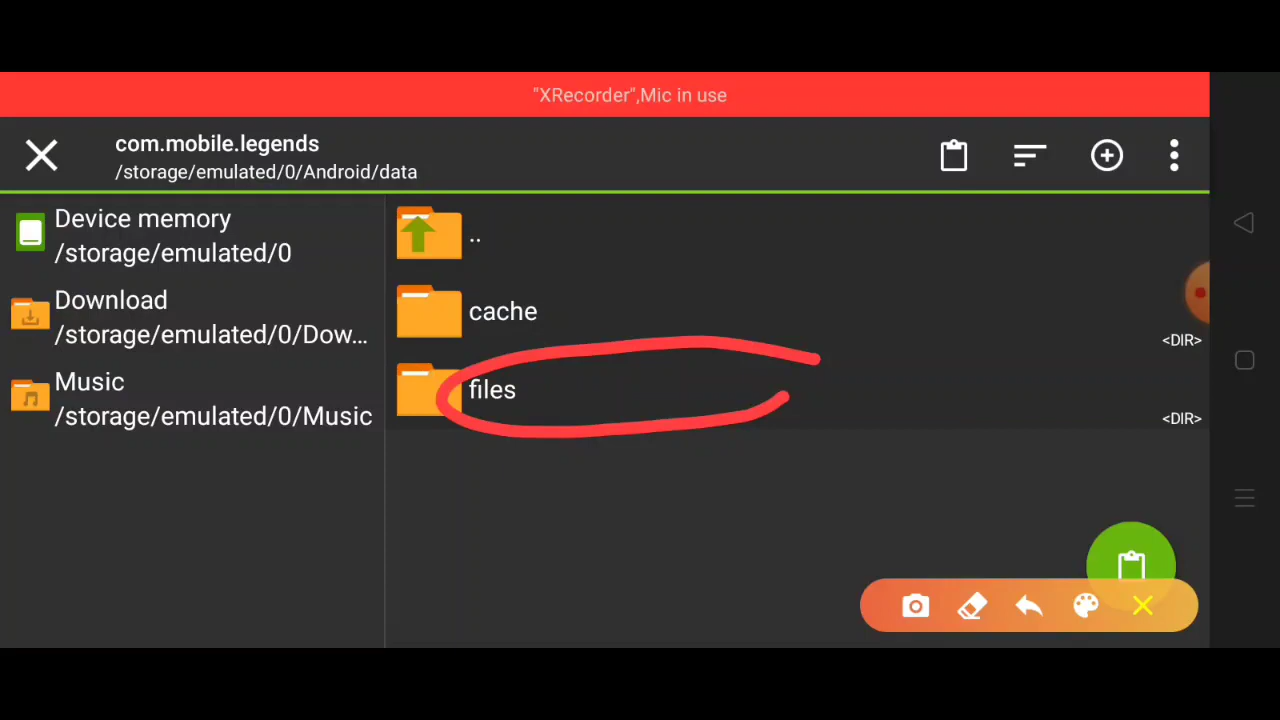 "XRecorder",Mic in use
com.mobile.legends
/storage/emulated/0/Android/data
Device memory
/storage/emulated/0
Download
/storage/emulated/0/Dow...
Music
/storage/emulated/0/Music
..
cache
<DIR>
files
<DIR>